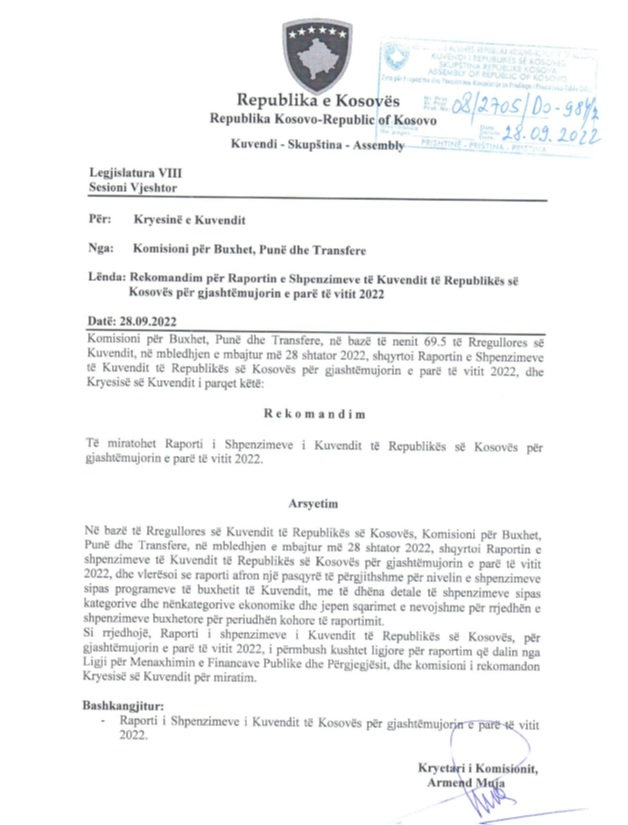 KUVENDI I REPUBLIKËS SË KOSOVËS
SKUPŠTINA REPUBLIKE KOSOVA
ASSEMBLY OF REPUBLIC OF KOSOVO
08/2705/Do-984/2
28.09.2022
PRISHTINË - PRIŠTINA - PRISTINA
Republika e Kosovës
Republika Kosovo-Republic of Kosovo
Kuvendi - Skupština - Assembly
Legjislatura VIII
Sesioni Vjeshtor
Për: Kryesinë e Kuvendit
Nga: Komisioni për Buxhet, Punë dhe Transfere
Lënda: Rekomandim për Raportin e Shpenzimeve të Kuvendit të Republikës së
Kosovës për gjashtëmujorin e parë të vitit 2022
Datë: 28.09.2022
Komisioni për Buxhet, Punë dhe Transfere, në bazë të nenit 69.5 të Rregullores së
Kuvendit, në mbledhjen e mbajtur më 28 shtator 2022, shqyrtoi Raportin e Shpenzimeve
të Kuvendit të Republikës së Kosovës për gjashtëmujorin e parë të vitit 2022, dhe
Kryesisë së Kuvendit i parqet këtë:
R e k o m a n d i m
Të miratohet Raporti i Shpenzimeve i Kuvendit të Republikës së Kosovës për
gjashtëmujorin e parë të vitit 2022.
Arsyetim
Në bazë të Rregullores së Kuvendit të Republikës së Kosovës, Komisioni për Buxhet,
Punë dhe Transfere, në mbledhjen e mbajtur më 28 shtator 2022, shqyrtoi Raportin e
shpenzimeve të Kuvendit të Republikës së Kosovës për gjashtëmujorin e parë të vitit
2022, dhe vlerësoi se raporti afron një pasqyrë të përgjithshme për nivelin e shpenzimeve
sipas programeve të buxhetit të Kuvendit, me të dhëna detale të shpenzimeve sipas
kategorive dhe nënkategorive ekonomike dhe jepen sqarimet e nevojshme për rrjedhën e
shpenzimeve buxhetore për periudhën kohore të raportimit.
Si rrjedhojë, Raporti i shpenzimeve i Kuvendit të Republikës së Kosovës, për
gjashtëmujorin e parë të vitit 2022, i përmbush kushtet ligjore për raportim që dalin nga
Ligji për Menaxhimin e Financave Publike dhe Përgjegjësit, dhe komisioni i rekomandon
Kryesisë së Kuvendit për miratim.
Bashkangjitur:
- Raporti i Shpenzimeve i Kuvendit të Kosovës për gjashtëmujorin e parë të vitit
2022.
Kryetari i Komisionit,
Armend Muja